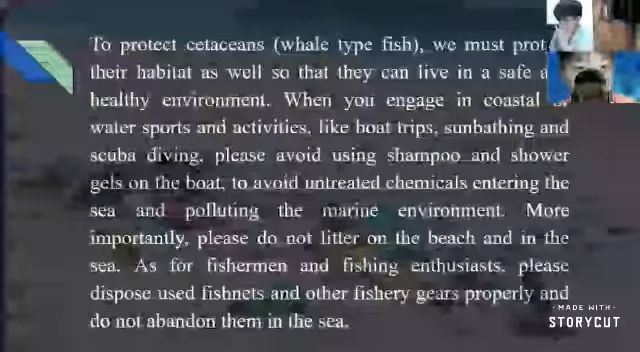 To protect cetaceans (whale type fish), we must
their habitat as well so that they can live in a safe
healthy environment. When you engage in coastal
water sports and activities, like boat trips, sunbathing and
scuba diving, please avoid using shampoo and shower
gels on the boat, to avoid untreated chemicals entering the
sea and polluting the marine environment. More
importantly, please do not litter on the beach and in the
sea. As for fishermen and fishing enthusiasts, please
dispose used fishnets and other fishery gears properly and
do not abandon them in the sea.
MADE WITH
STORYCUT